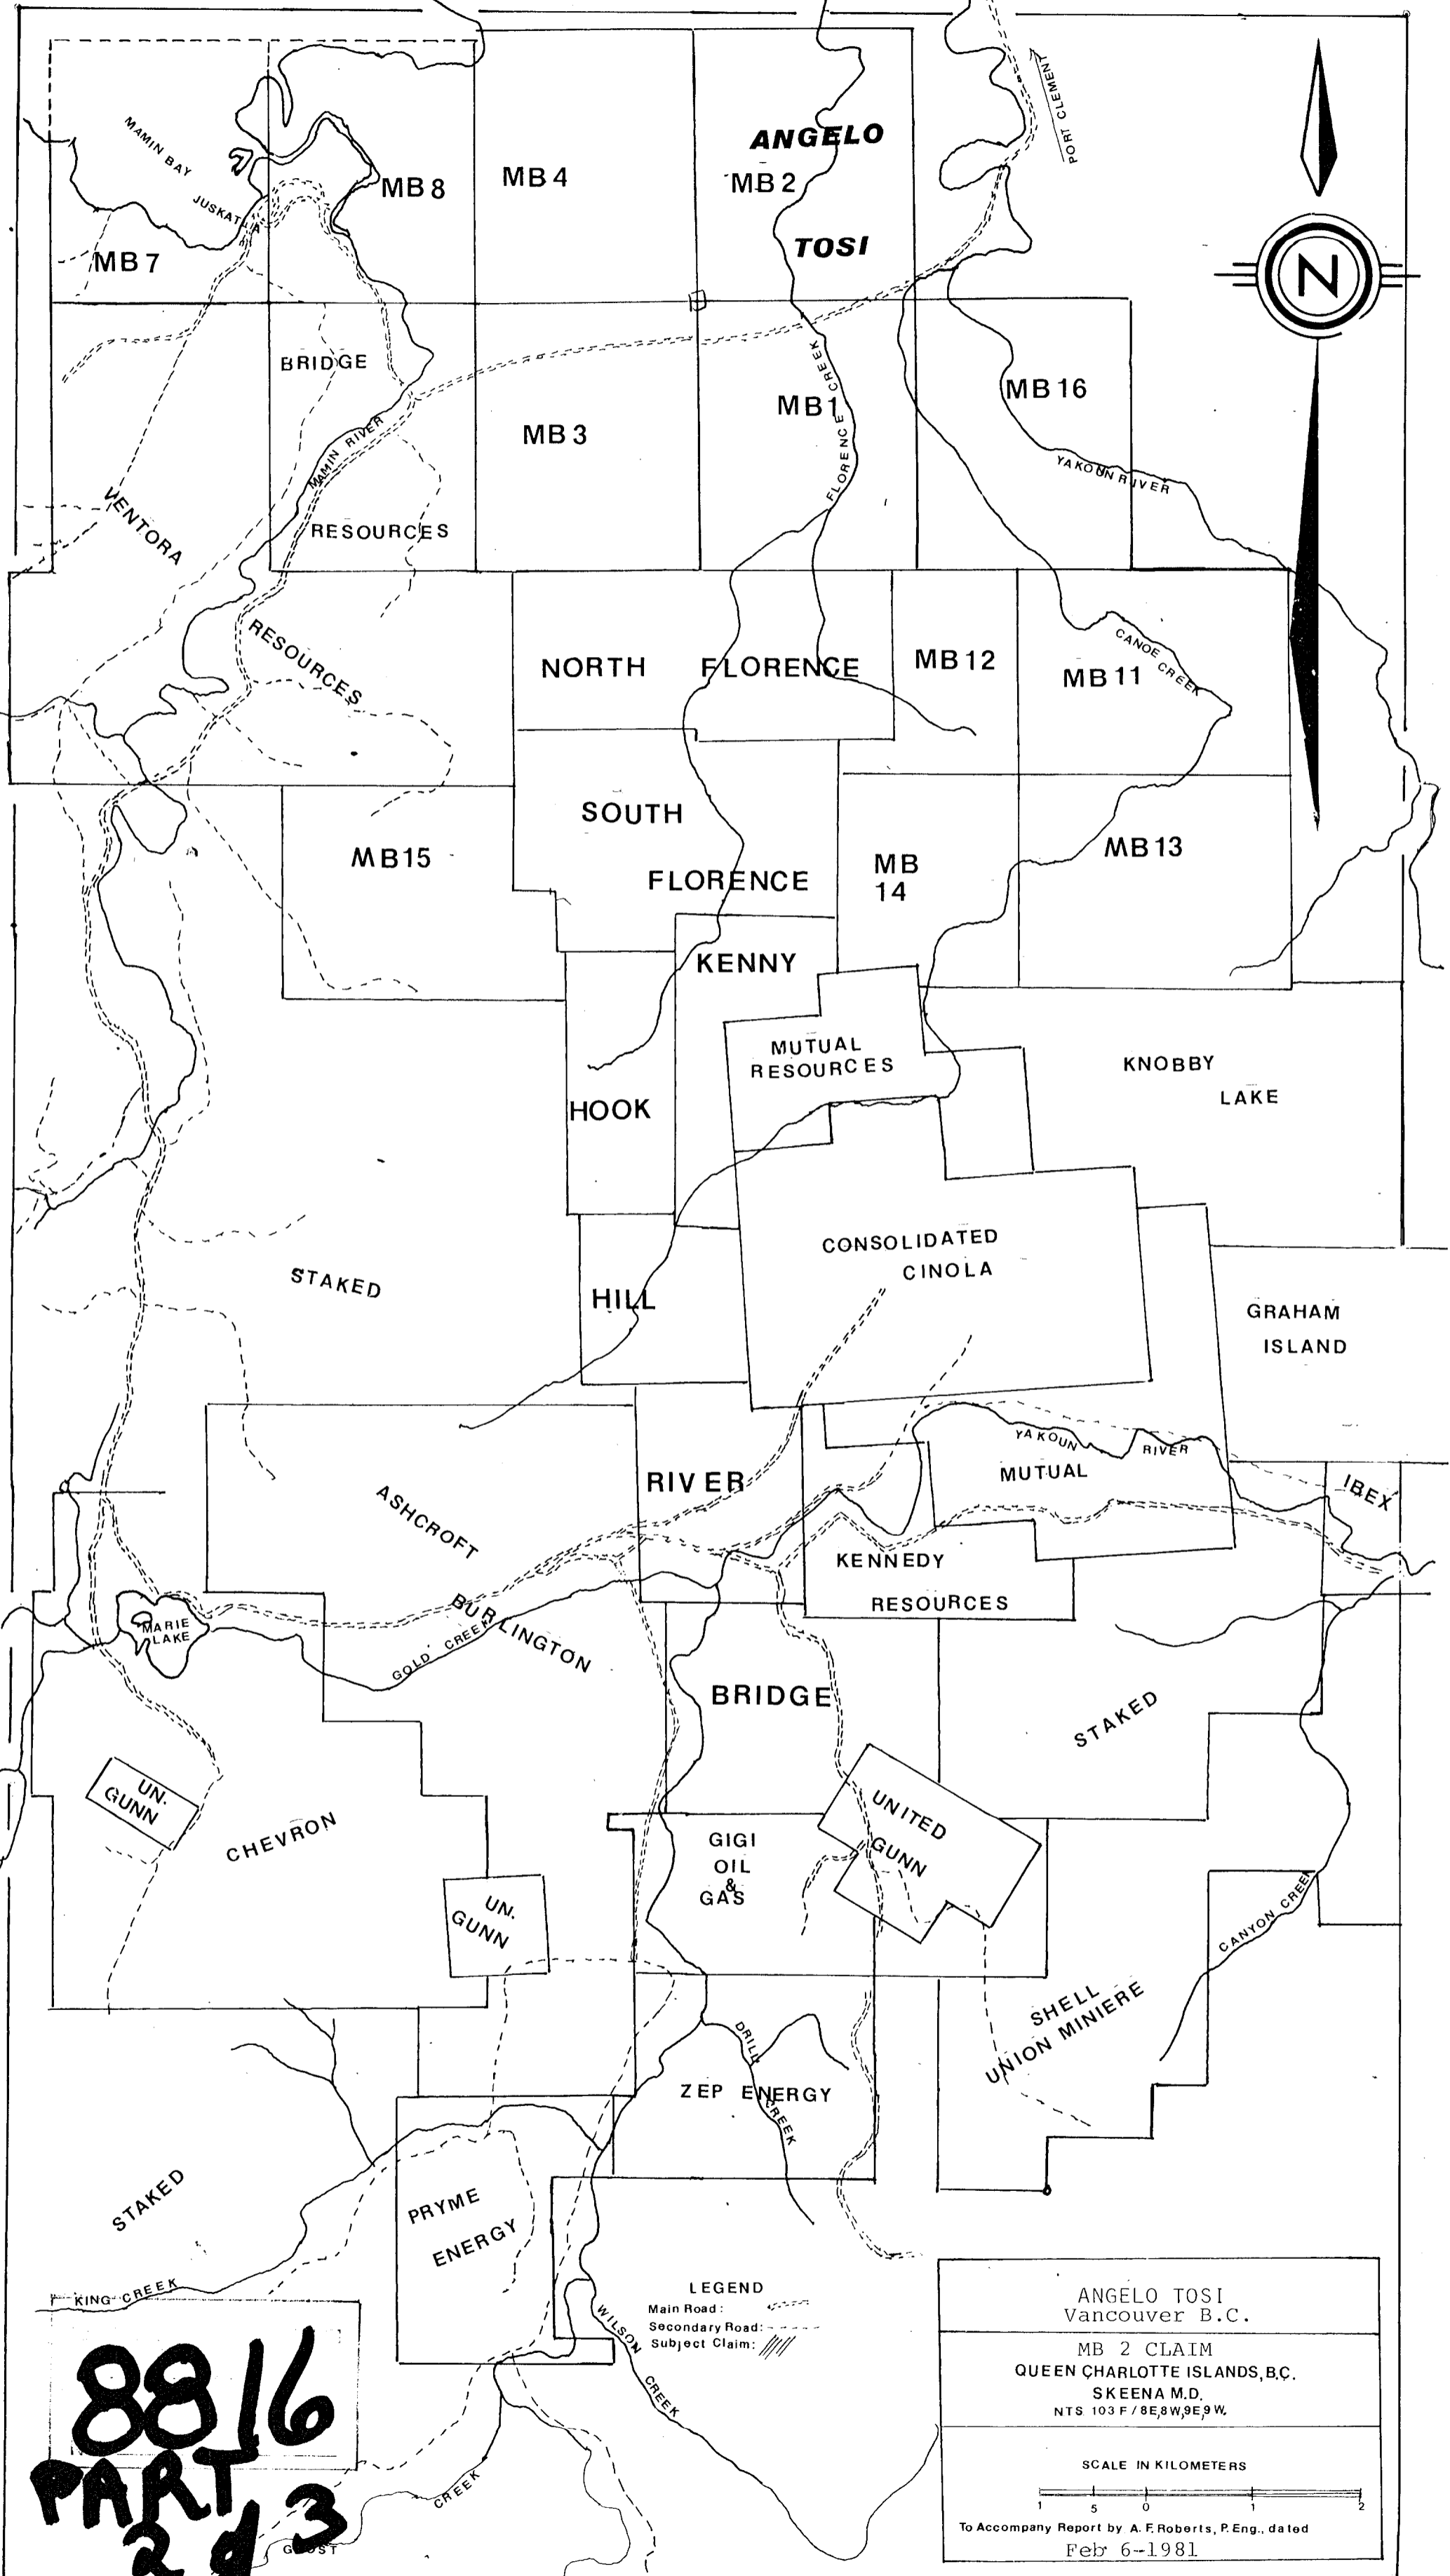 PORT CLEMENT
MAMIN BAY
JUSKATLA
ANGELO
MB 2
TOSI
MB 8
MB 4
MB 7
N
BRIDGE
MB 3
MB1
FLORENCE CREEK
MB 16
YAKOUN RIVER
MAMIN RIVER
RESOURCES
VENTORA
RESOURCES
NORTH FLORENCE
MB 12
MB 11
CANOE CREEK
SOUTH
FLORENCE
MB15
MB
14
MB 13
KENNY
MUTUAL
RESOURCES
KNOBBY
LAKE
HOOK
CONSOLIDATED
CINOLA
STAKED
HILL
GRAHAM
ISLAND
YAKOUN RIVER
MUTUAL
IBEX
RIVER
ASHCROFT
KENNEDY
RESOURCES
BURLINGTON
GOLD CREEK
MARIE
LAKE
BRIDGE
STAKED
UN.
GUNN
CHEVRON
UNITED
GUNN
GIGI
OIL
&
GAS
UN.
GUNN
CANYON CREEK
SHELL
UNION MINIERE
DRILL CREEK
ZEP ENERGY
STAKED
PRYME
ENERGY
KING CREEK
WILSON CREEK
LEGEND
Main Road:
Secondary Road:
Subject Claim:
8816
PART
2 of 3
GHOST CREEK
ANGELO TOSI
Vancouver B.C.
MB 2 CLAIM
QUEEN CHARLOTTE ISLANDS, B.C.
SKEENA M.D.
NTS 103 F / 8E,8W,9E,9W.
SCALE IN KILOMETERS
1 5 0 1 2
To Accompany Report by A. F. Roberts, P. Eng., dated
Feb 6-1981